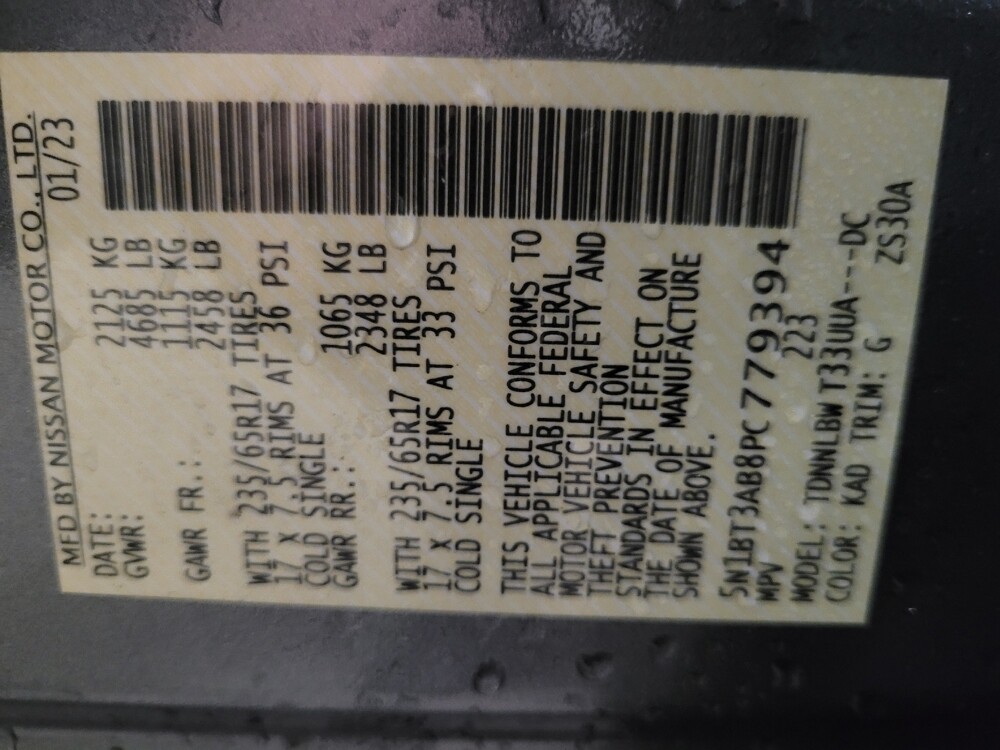 MFD BY NISSAN MOTOR CO., LTD.
DATE: 01/23
GVWR: 2125 KG
4685 LB
GAWR FR.: 1115 KG
2458 LB
WITH 235/65R17 TIRES
17 X 7.5 RIMS AT 36 PSI
COLD SINGLE
GAWR RR.: 1065 KG
2348 LB
WITH 235/65R17 TIRES
17 X 7.5 RIMS AT 33 PSI
COLD SINGLE
THIS VEHICLE CONFORMS TO
ALL APPLICABLE FEDERAL
MOTOR VEHICLE SAFETY AND
THEFT PREVENTION
STANDARDS IN EFFECT ON
THE DATE OF MANUFACTURE
SHOWN ABOVE.
5N1BT3AB8PC779394
MPV 223
MODEL: TDNNLBW T33UUA---DC
COLOR: KAD TRIM: G ZS30A